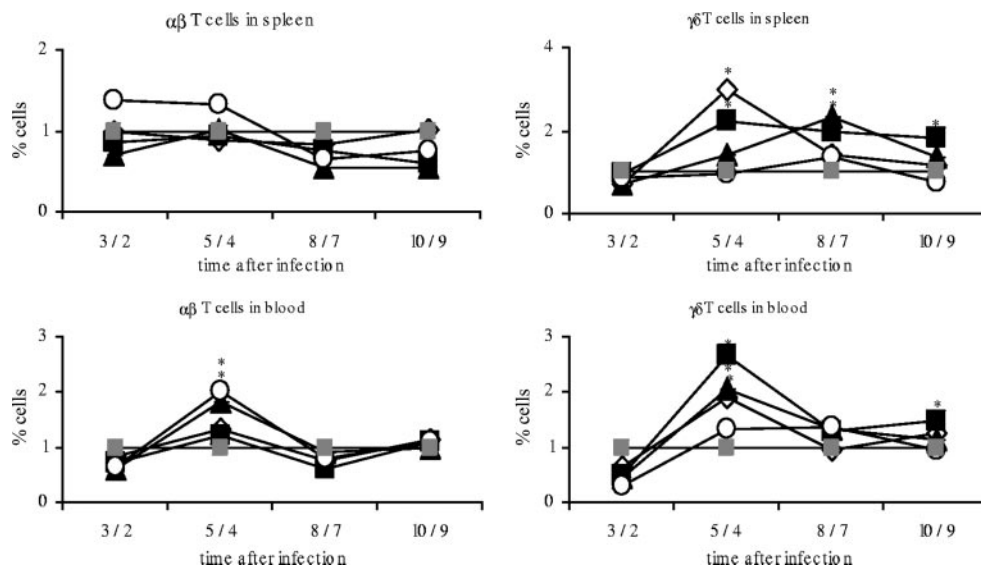 αβ T cells in spleen
2
1
0
% cells
3 / 2 5 / 4 8 / 7 10 / 9
time after infection
γδ T cells in spleen
4
2
0
% cells
* * * * *
3 / 2 5 / 4 8 / 7 10 / 9
time after infection
αβ T cells in blood
3
2
1
0
% cells
* *
3 / 2 5 / 4 8 / 7 10 / 9
time after infection
γδ T cells in blood
3
2
1
0
% cells
* * * *
3 / 2 5 / 4 8 / 7 10 / 9
time after infection